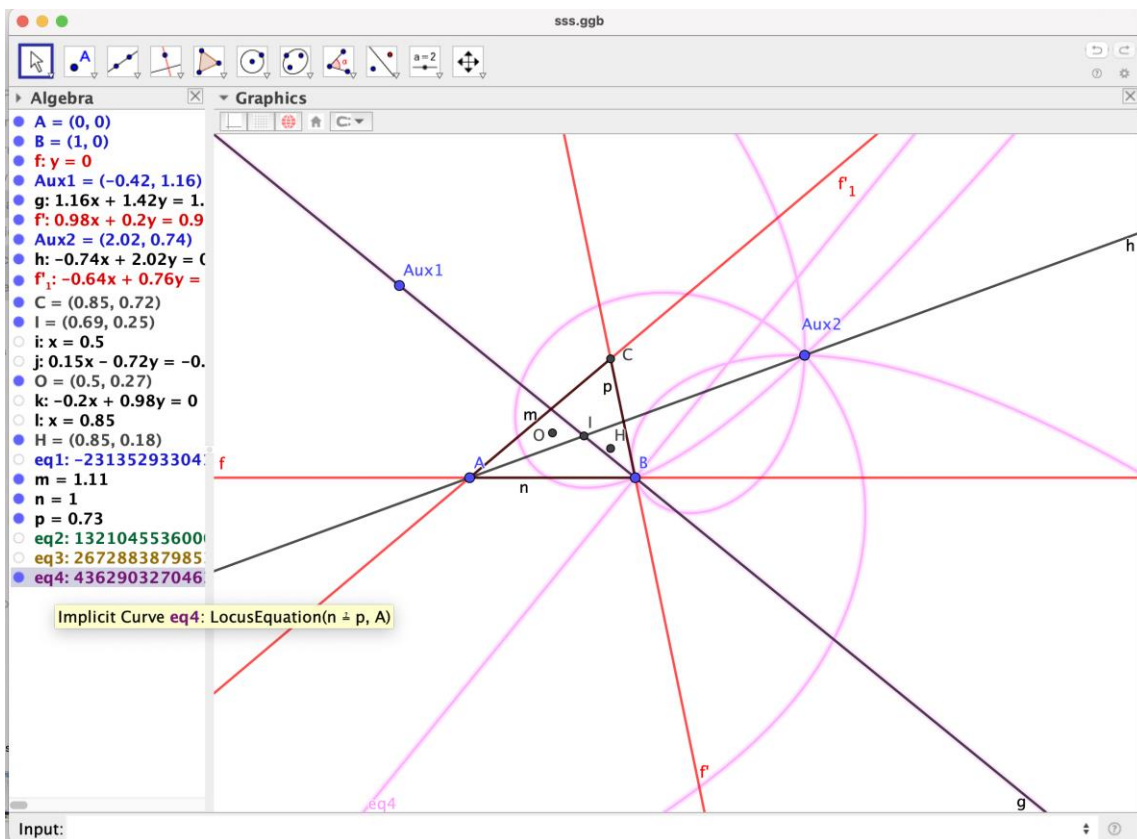 sss.ggb
A
α
a=2
Algebra
Graphics
A = (0, 0)
B = (1, 0)
f: y = 0
Aux1 = (-0.42, 1.16)
g: 1.16x + 1.42y = 1.
f': 0.98x + 0.2y = 0.9
Aux2 = (2.02, 0.74)
h: -0.74x + 2.02y = 0
f'₁: -0.64x + 0.76y =
C = (0.85, 0.72)
I = (0.69, 0.25)
i: x = 0.5
j: 0.15x - 0.72y = -0.
O = (0.5, 0.27)
k: -0.2x + 0.98y = 0
l: x = 0.85
H = (0.85, 0.18)
eq1: -231352933041
m = 1.11
n = 1
p = 0.73
eq2: 1321045536000
eq3: 267288387985
eq4: 436290327046
Implicit Curve eq4: LocusEquation(n ≟ p, A)
f'₁
h
Aux1
Aux2
C
p
m
I
O
H
f
A
B
n
f'
eq4
g
Input: